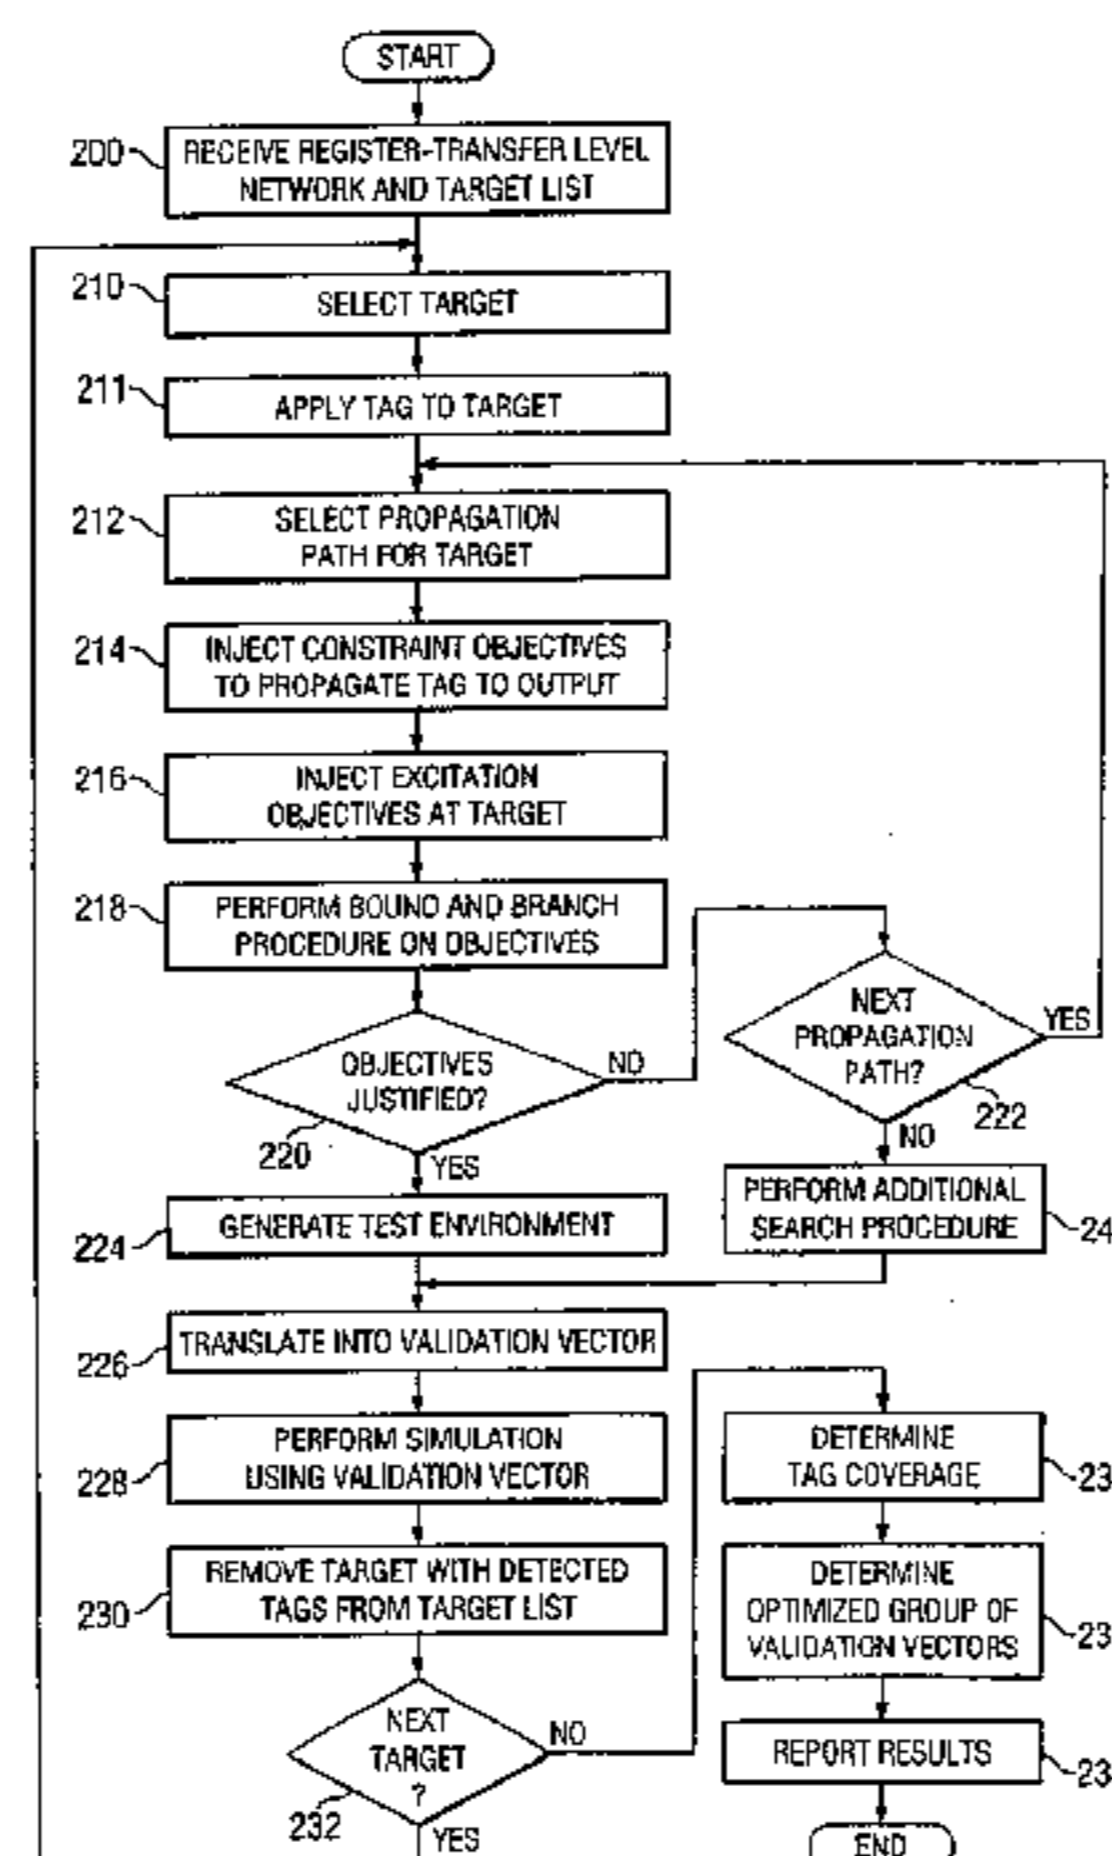 START
200
RECEIVE REGISTER-TRANSFER LEVEL
NETWORK AND TARGET LIST
210
SELECT TARGET
211
APPLY TAG TO TARGET
212
SELECT PROPAGATION
PATH FOR TARGET
214
INJECT CONSTRAINT OBJECTIVES
TO PROPAGATE TAG TO OUTPUT
216
INJECT EXCITATION
OBJECTIVES AT TARGET
218
PERFORM BOUND AND BRANCH
PROCEDURE ON OBJECTIVES
OBJECTIVES
JUSTIFIED?
220
NO
YES
NEXT
PROPAGATION
PATH?
222
YES
NO
PERFORM ADDITIONAL
SEARCH PROCEDURE
24
224
GENERATE TEST ENVIRONMENT
226
TRANSLATE INTO VALIDATION VECTOR
228
PERFORM SIMULATION
USING VALIDATION VECTOR
230
REMOVE TARGET WITH DETECTED
TAGS FROM TARGET LIST
NEXT
TARGET
?
232
NO
YES
DETERMINE
TAG COVERAGE
23
DETERMINE
OPTIMIZED GROUP OF
VALIDATION VECTORS
23
REPORT RESULTS
23
END